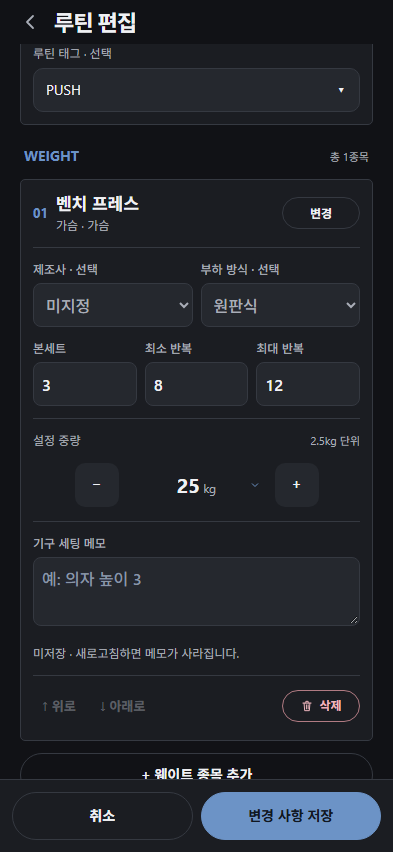 루틴 편집
루틴 태그 · 선택
PUSH
WEIGHT
총 1종목
01
벤치 프레스
가슴 · 가슴
변경
제조사 · 선택
부하 방식 · 선택
미지정
원판식
본세트
최소 반복
최대 반복
3
8
12
설정 중량
2.5kg 단위
−
25 kg
+
기구 세팅 메모
예: 의자 높이 3
미저장 · 새로고침하면 메모가 사라집니다.
↑ 위로
↓ 아래로
삭제
+ 웨이트 종목 추가
취소
변경 사항 저장